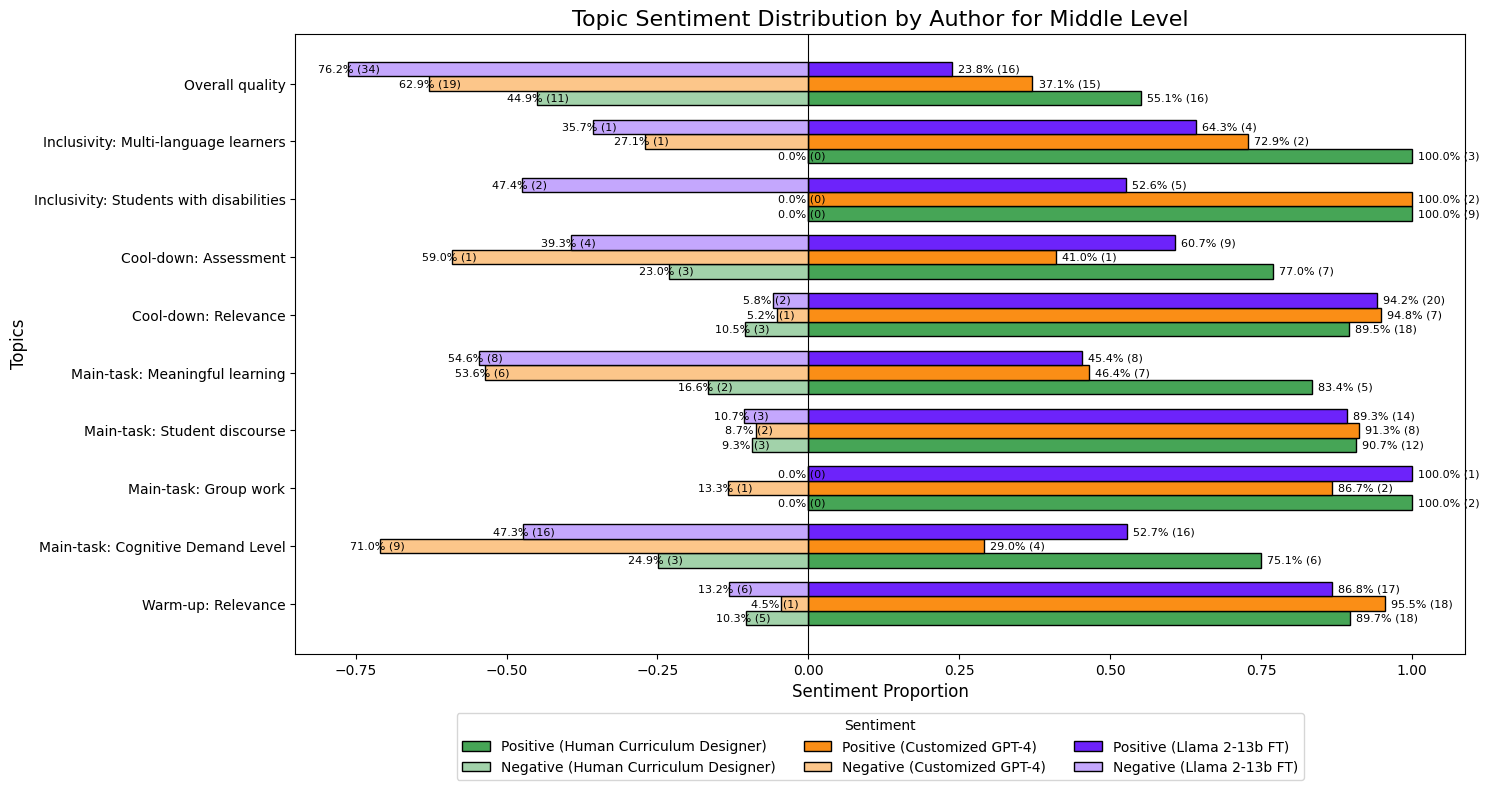 Topic Sentiment Distribution by Author for Middle Level
Topics
Overall quality
76.2% (34) 23.8% (16)
62.9% (19) 37.1% (15)
44.9% (11) 55.1% (16)
Inclusivity: Multi-language learners
35.7% (1) 64.3% (4)
27.1% (1) 72.9% (2)
0.0% (0) 100.0% (3)
Inclusivity: Students with disabilities
47.4% (2) 52.6% (5)
0.0% (0) 100.0% (2)
0.0% (0) 100.0% (9)
Cool-down: Assessment
39.3% (4) 60.7% (9)
59.0% (1) 41.0% (1)
23.0% (3) 77.0% (7)
Cool-down: Relevance
5.8% (2) 94.2% (20)
5.2% (1) 94.8% (7)
10.5% (3) 89.5% (18)
Main-task: Meaningful learning
54.6% (8) 45.4% (8)
53.6% (6) 46.4% (7)
16.6% (2) 83.4% (5)
Main-task: Student discourse
10.7% (3) 89.3% (14)
8.7% (2) 91.3% (8)
9.3% (3) 90.7% (12)
Main-task: Group work
0.0% (0) 100.0% (1)
13.3% (1) 86.7% (2)
0.0% (0) 100.0% (2)
Main-task: Cognitive Demand Level
47.3% (16) 52.7% (16)
71.0% (9) 29.0% (4)
24.9% (3) 75.1% (6)
Warm-up: Relevance
13.2% (6) 86.8% (17)
4.5% (1) 95.5% (18)
10.3% (5) 89.7% (18)
−0.75 −0.50 −0.25 0.00 0.25 0.50 0.75 1.00
Sentiment Proportion
Sentiment
Positive (Human Curriculum Designer) Positive (Customized GPT-4) Positive (Llama 2-13b FT)
Negative (Human Curriculum Designer) Negative (Customized GPT-4) Negative (Llama 2-13b FT)